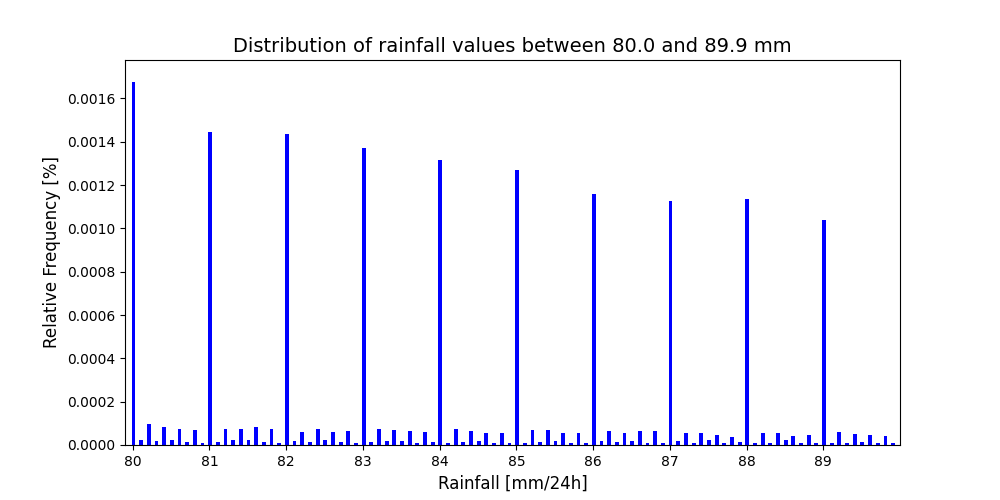 Distribution of rainfall values between 80.0 and 89.9 mm
Relative Frequency [%]
0.0016
0.0014
0.0012
0.0010
0.0008
0.0006
0.0004
0.0002
0.0000
80 81 82 83 84 85 86 87 88 89
Rainfall [mm/24h]